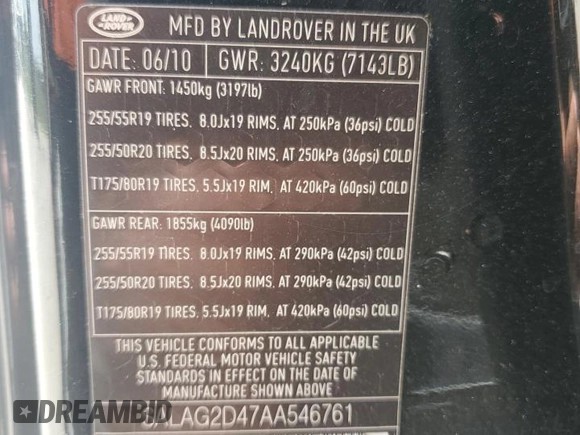 LAND ROVER
MFD BY LANDROVER IN THE UK
DATE: 06/10 GWR: 3240KG (7143LB)
GAWR FRONT: 1450kg (3197lb)
255/55R19 TIRES. 8.0Jx19 RIMS, AT 250kPa (36psi) COLD
255/50R20 TIRES. 8.5Jx20 RIMS, AT 250kPa (36psi) COLD
T175/80R19 TIRES. 5.5Jx19 RIM, AT 420kPa (60psi) COLD
GAWR REAR: 1855kg (4090lb)
255/55R19 TIRES. 8.0Jx19 RIMS, AT 290kPa (42psi) COLD
255/50R20 TIRES. 8.5Jx20 RIMS, AT 290kPa (42psi) COLD
T175/80R19 TIRES. 5.5Jx19 RIM, AT 420kPa (60psi) COLD
THIS VEHICLE CONFORMS TO ALL APPLICABLE
U.S. FEDERAL MOTOR VEHICLE SAFETY
STANDARDS IN EFFECT ON THE DATE OF
MANUFACTURE SHOWN ABOVE.
LAG2D47AA546761
AUTOBIDMASTER